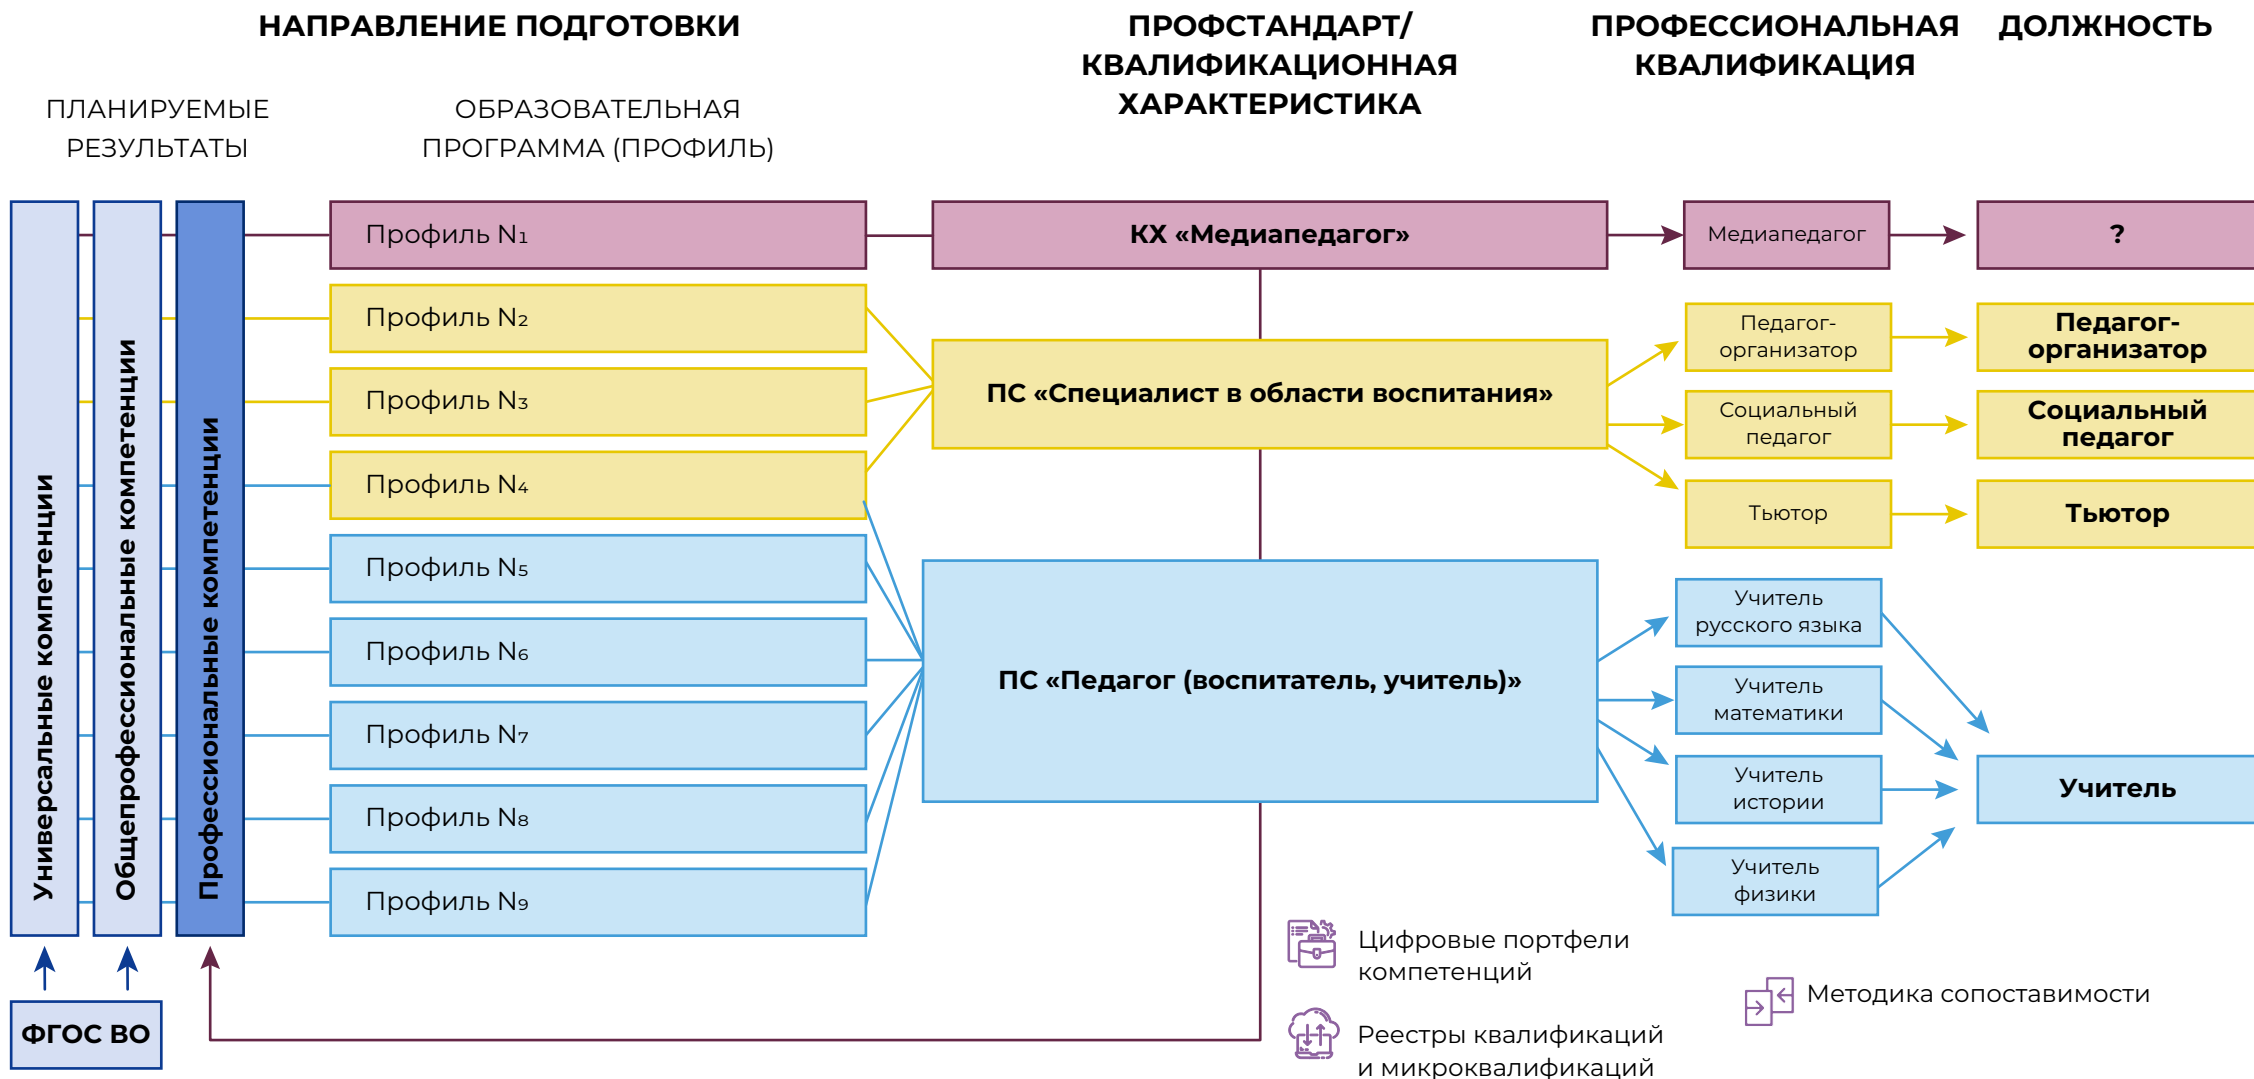 НАПРАВЛЕНИЕ ПОДГОТОВКИ
ПРОФСТАНДАРТ/
КВАЛИФИКАЦИОННАЯ
ХАРАКТЕРИСТИКА
ПРОФЕССИОНАЛЬНАЯ
КВАЛИФИКАЦИЯ
ДОЛЖНОСТЬ
ПЛАНИРУЕМЫЕ
РЕЗУЛЬТАТЫ
ОБРАЗОВАТЕЛЬНАЯ
ПРОГРАММА (ПРОФИЛЬ)
Универсальные компетенции
Общепрофессиональные компетенции
Профессиональные компетенции
ФГОС ВО
Профиль N₁
Профиль N₂
Профиль N₃
Профиль N₄
Профиль N₅
Профиль N₆
Профиль N₇
Профиль N₈
Профиль N₉
КХ «Медиапедагог»
ПС «Специалист в области воспитания»
ПС «Педагог (воспитатель, учитель)»
Медиапедагог
Педагог-
организатор
Социальный
педагог
Тьютор
Учитель
русского языка
Учитель
математики
Учитель
истории
Учитель
физики
?
Педагог-
организатор
Социальный
педагог
Тьютор
Учитель
Цифровые портфели
компетенций
Реестры квалификаций
и микроквалификаций
Методика сопоставимости